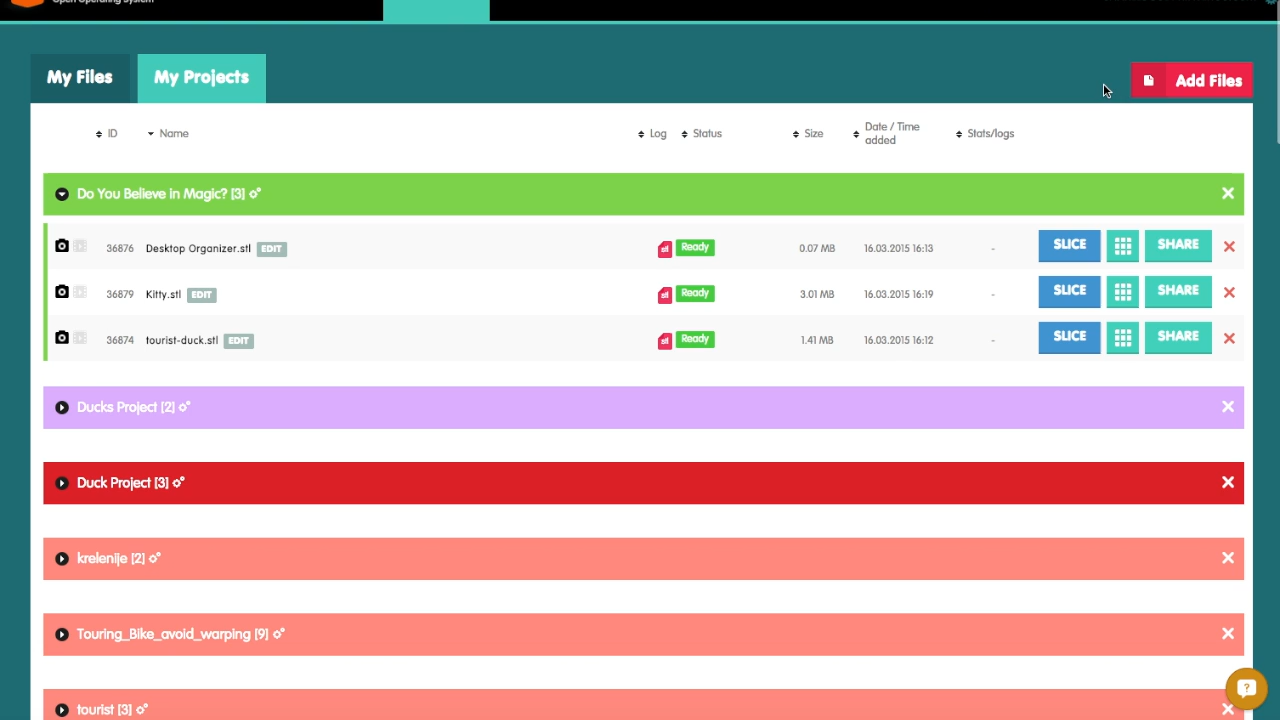 Open Operating System
My Files
My Projects
Add Files
ID
Name
Log
Status
Size
Date / Time
added
Stats/logs
Do You Believe in Magic? [3]
36876 Desktop Organizer.stl EDIT stl Ready 0.07 MB 16.03.2015 16:13 - SLICE SHARE
36879 Kitty.stl EDIT stl Ready 3.01 MB 16.03.2015 16:19 - SLICE SHARE
36874 tourist-duck.stl EDIT stl Ready 1.41 MB 16.03.2015 16:12 - SLICE SHARE
Ducks Project [2]
Duck Project [3]
krelenije [2]
Touring_Bike_avoid_warping [9]
tourist [3]